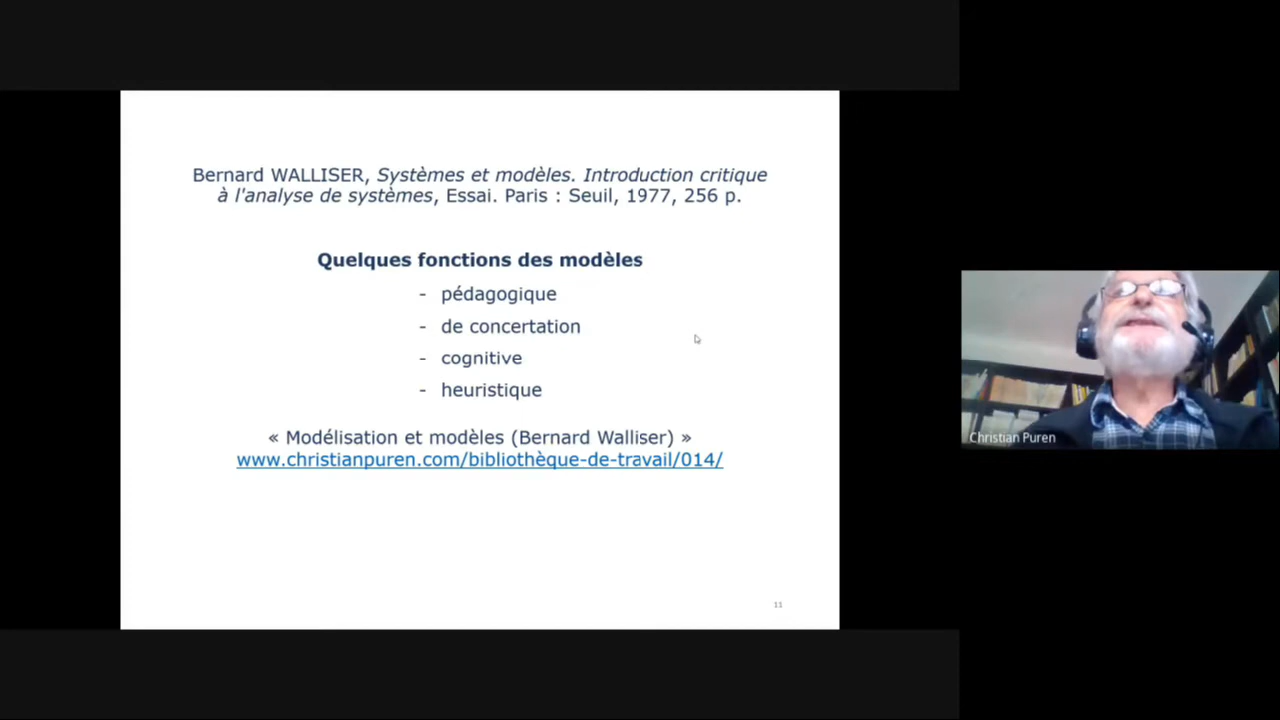 Bernard WALLISER, Systèmes et modèles. Introduction critique
à l'analyse de systèmes, Essai. Paris : Seuil, 1977, 256 p.
Quelques fonctions des modèles
- pédagogique
- de concertation
- cognitive
- heuristique
« Modélisation et modèles (Bernard Walliser) »
www.christianpuren.com/bibliothèque-de-travail/014/
11
Christian Puren